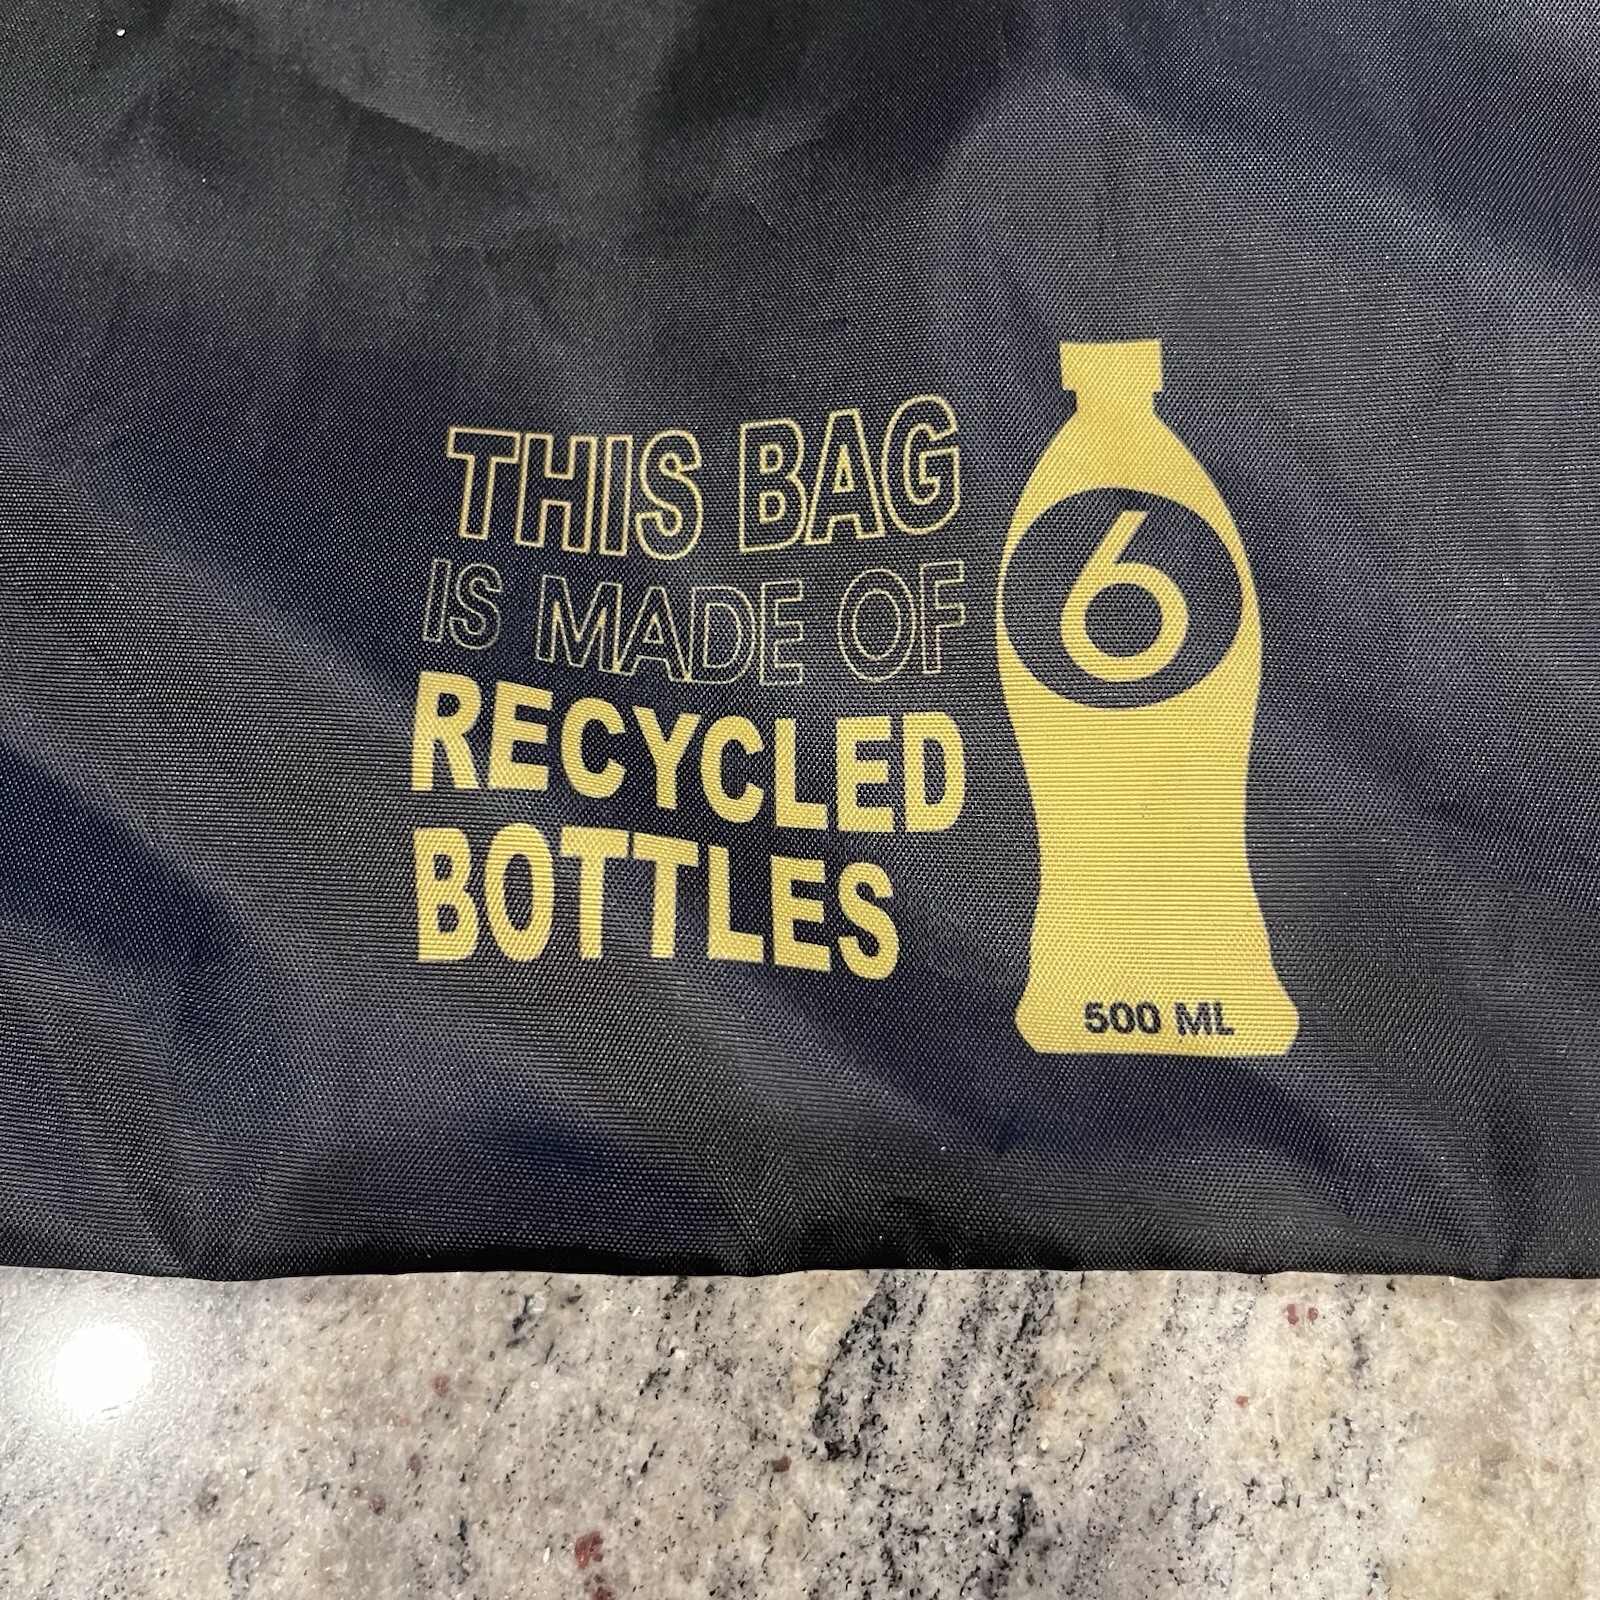 THIS BAG
IS MADE OF
RECYCLED
BOTTLES
6
500 ML